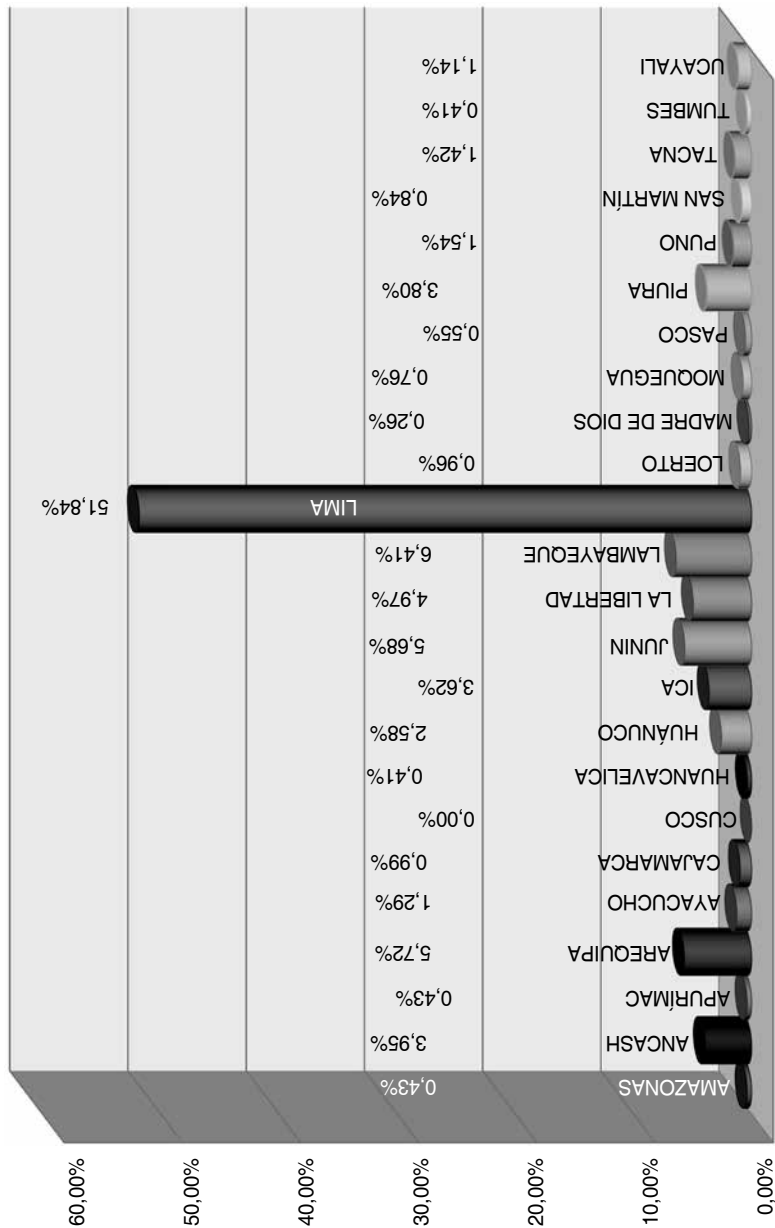 UCAYALI 1,14%
TUMBES 0,41%
TACNA 1,42%
SAN MARTÍN 0,84%
PUNO 1,54%
PIURA 3,80%
PASCO 0,55%
MOQUEGUA 0,76%
MADRE DE DIOS 0,26%
LOERTO 0,96%
LIMA 51,84%
LAMBAYEQUE 6,41%
LA LIBERTAD 4,97%
JUNIN 5,68%
ICA 3,62%
HUÁNUCO 2,58%
HUANCAVELICA 0,41%
CUSCO 0,00%
CAJAMARCA 0,99%
AYACUCHO 1,29%
AREQUIPA 5,72%
APURÍMAC 0,43%
ANCASH 3,95%
AMAZONAS 0,43%
60,00%
50,00%
40,00%
30,00%
20,00%
10,00%
0,00%